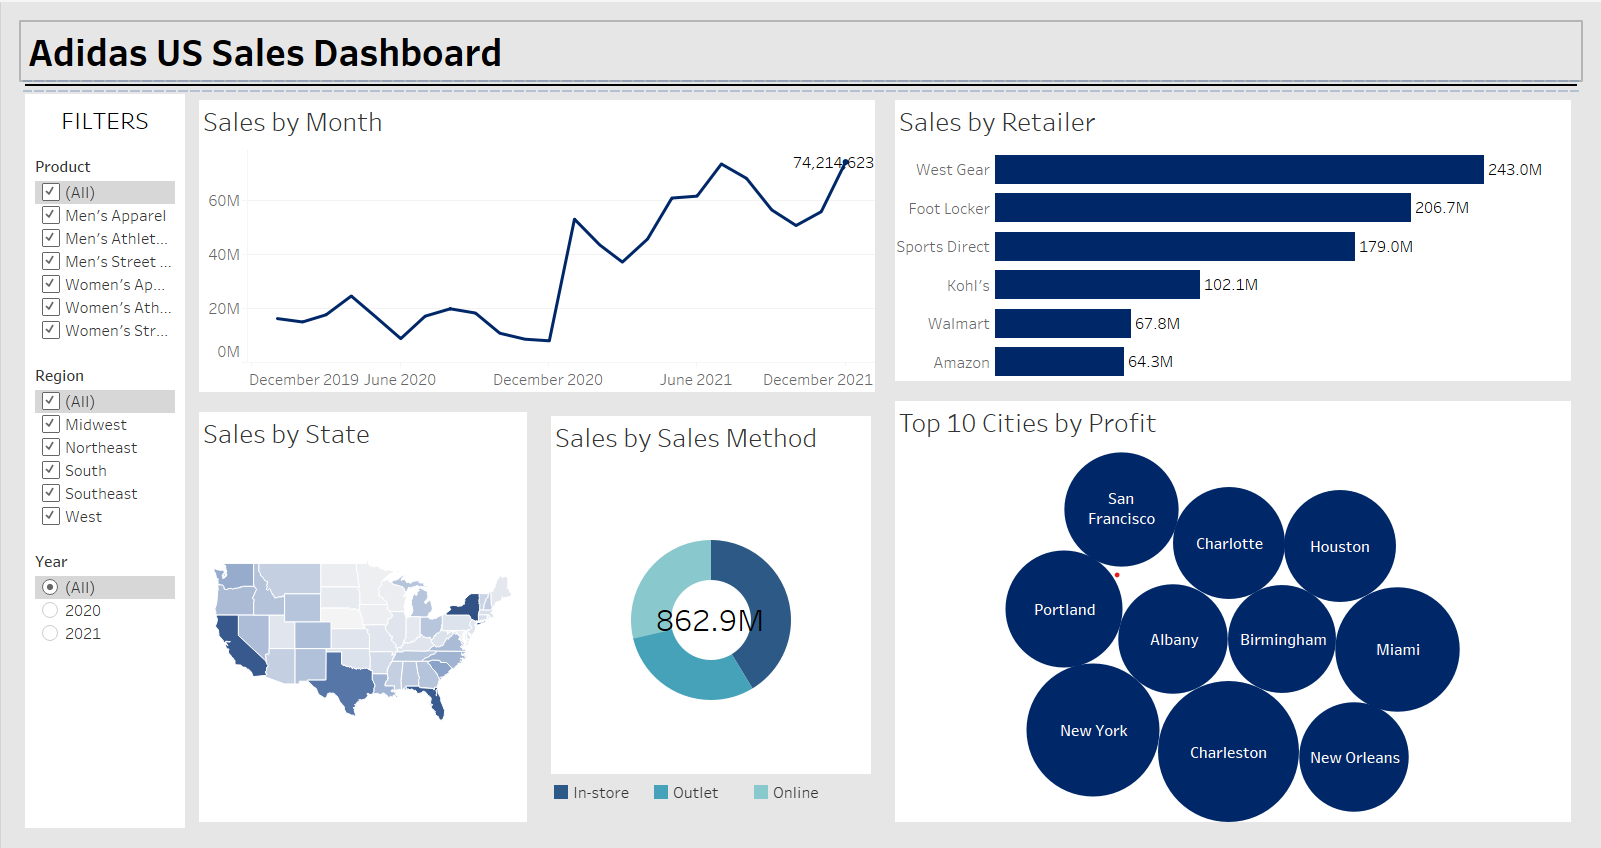 Adidas US Sales Dashboard
FILTERS
Product
(All)
Men's Apparel
Men's Athlet...
Men's Street ...
Women's Ap...
Women's Ath...
Women's Str...
Region
(All)
Midwest
Northeast
South
Southeast
West
Year
(All)
2020
2021
Sales by Month
74,214,623
60M
40M
20M
0M
December 2019
June 2020
December 2020
June 2021
December 2021
Sales by Retailer
West Gear 243.0M
Foot Locker 206.7M
Sports Direct 179.0M
Kohl's 102.1M
Walmart 67.8M
Amazon 64.3M
Sales by State
Sales by Sales Method
862.9M
In-store
Outlet
Online
Top 10 Cities by Profit
San
Francisco
Charlotte
Houston
Portland
Albany
Birmingham
Miami
New York
Charleston
New Orleans